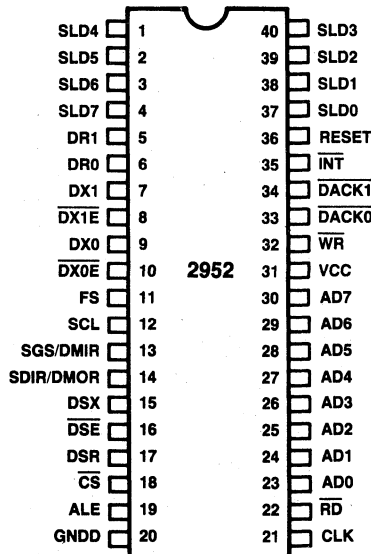 SLD4 1 40 SLD3
SLD5 2 39 SLD2
SLD6 3 38 SLD1
SLD7 4 37 SLD0
DR1 5 36 RESET
DR0 6 35 INT
DX1 7 34 DACK1
DX1E 8 33 DACK0
DX0 9 32 WR
DX0E 10 2952 31 VCC
FS 11 30 AD7
SCL 12 29 AD6
SGS/DMIR 13 28 AD5
SDIR/DMOR 14 27 AD4
DSX 15 26 AD3
DSE 16 25 AD2
DSR 17 24 AD1
CS 18 23 AD0
ALE 19 22 RD
GNDD 20 21 CLK